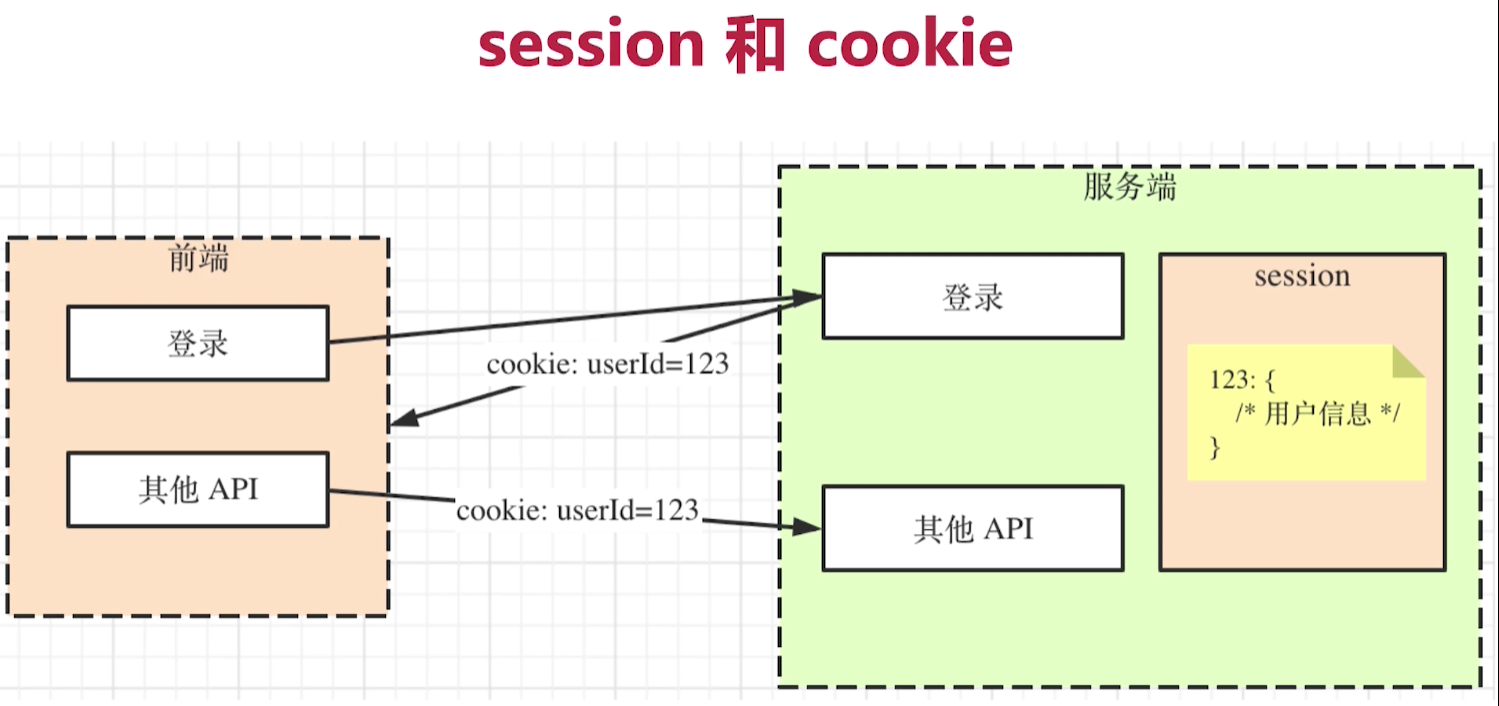 session 和 cookie
前端
登录
其他 API
cookie: userId=123
cookie: userId=123
服务端
登录
其他 API
session
123: {
/* 用户信息 */
}